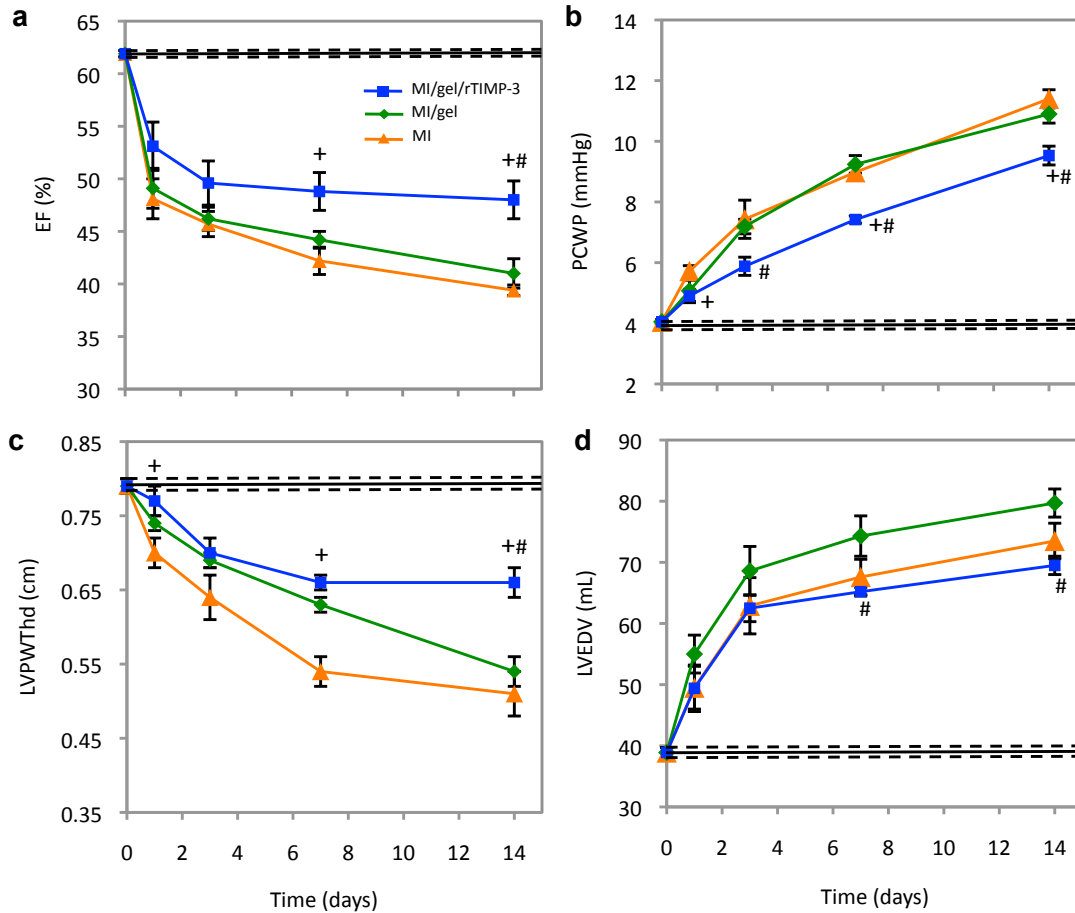 a
65
60
55
50
45
40
35
30
EF (%)
MI/gel/rTIMP-3
MI/gel
MI
+
+#
b
14
12
10
8
6
4
2
PCWP (mmHg)
+
#
+#
+#
c
0.85
0.75
0.65
0.55
0.45
0.35
LVPWThd (cm)
+
+
+#
0 2 4 6 8 10 12 14
Time (days)
d
90
80
70
60
50
40
30
LVEDV (mL)
#
#
0 2 4 6 8 10 12 14
Time (days)